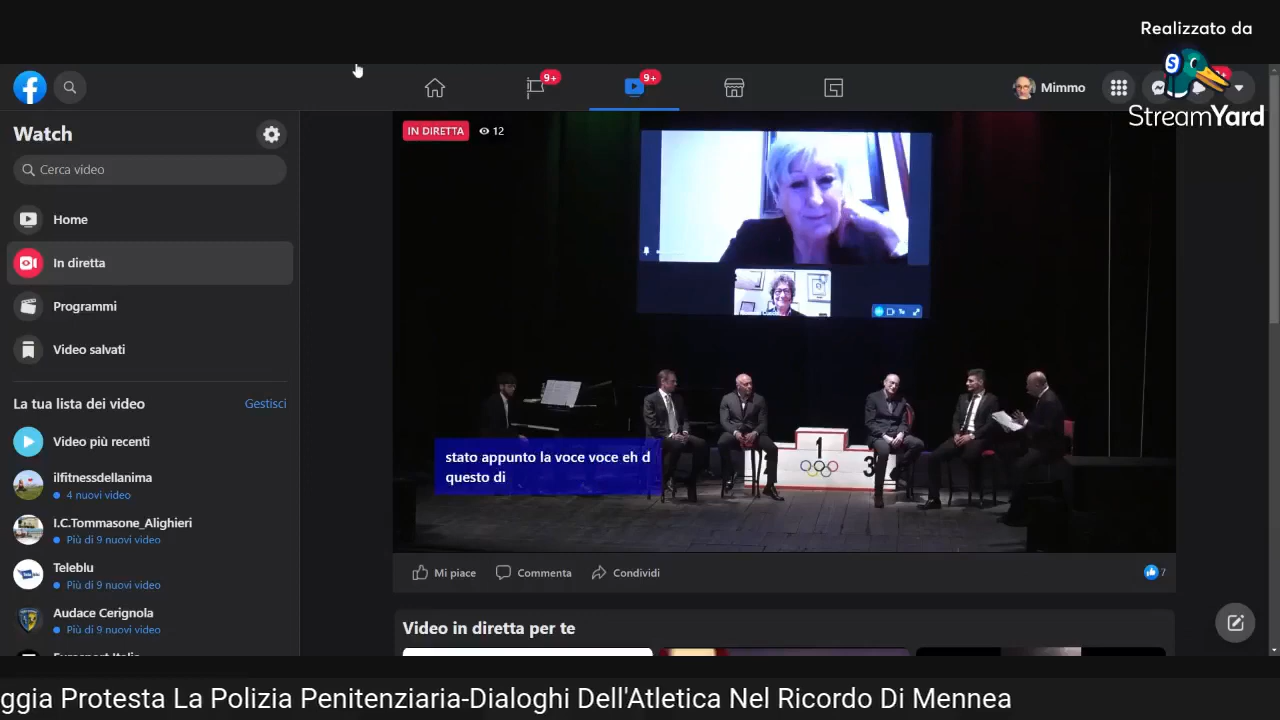 Realizzato da
StreamYard
9+
9+
Mimmo
Watch
Cerca video
Home
In diretta
Programmi
Video salvati
La tua lista dei video
Gestisci
Video più recenti
ilfitnessdellanima
4 nuovi video
I.C.Tommasone_Alighieri
Più di 9 nuovi video
Teleblu
Più di 9 nuovi video
Audace Cerignola
Più di 9 nuovi video
IN DIRETTA
12
1
3
stato appunto la voce voce eh d
questo di
Mi piace
Commenta
Condividi
7
Video in diretta per te
ggia Protesta La Polizia Penitenziaria-Dialoghi Dell'Atletica Nel Ricordo Di Mennea